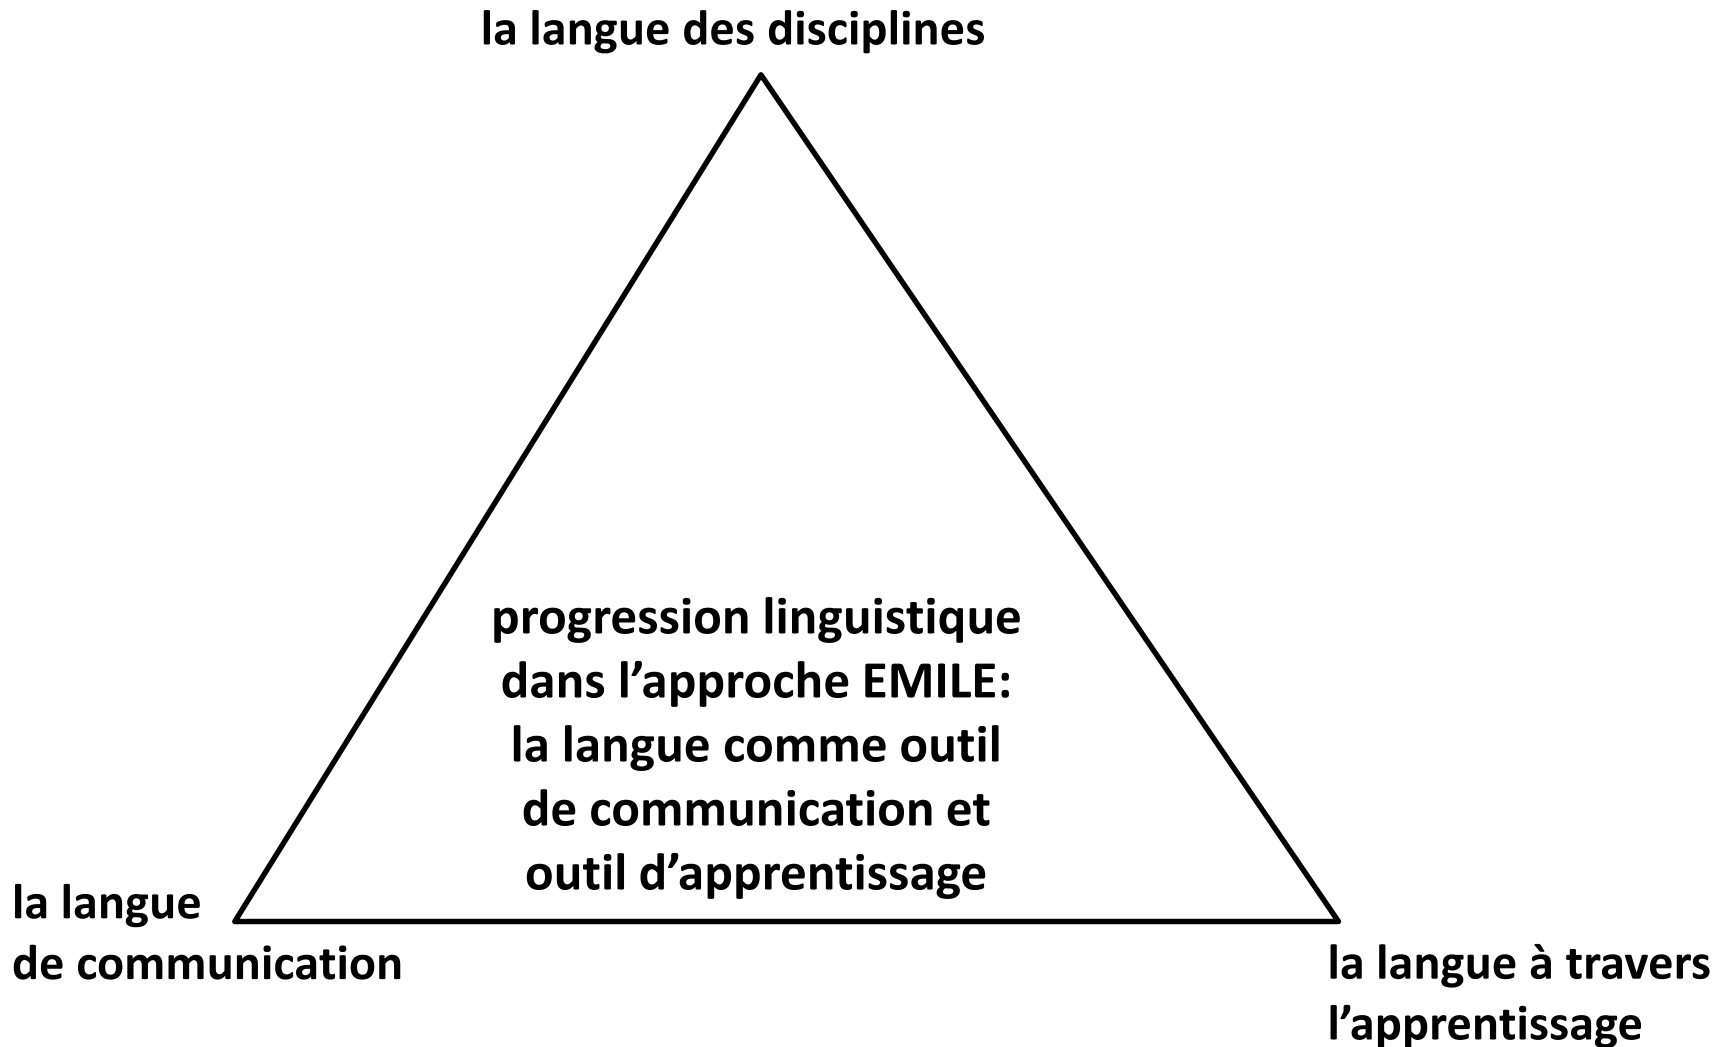 la langue des disciplines
progression linguistique
dans l’approche EMILE:
la langue comme outil
de communication et
outil d’apprentissage
la langue
de communication
la langue à travers
l’apprentissage